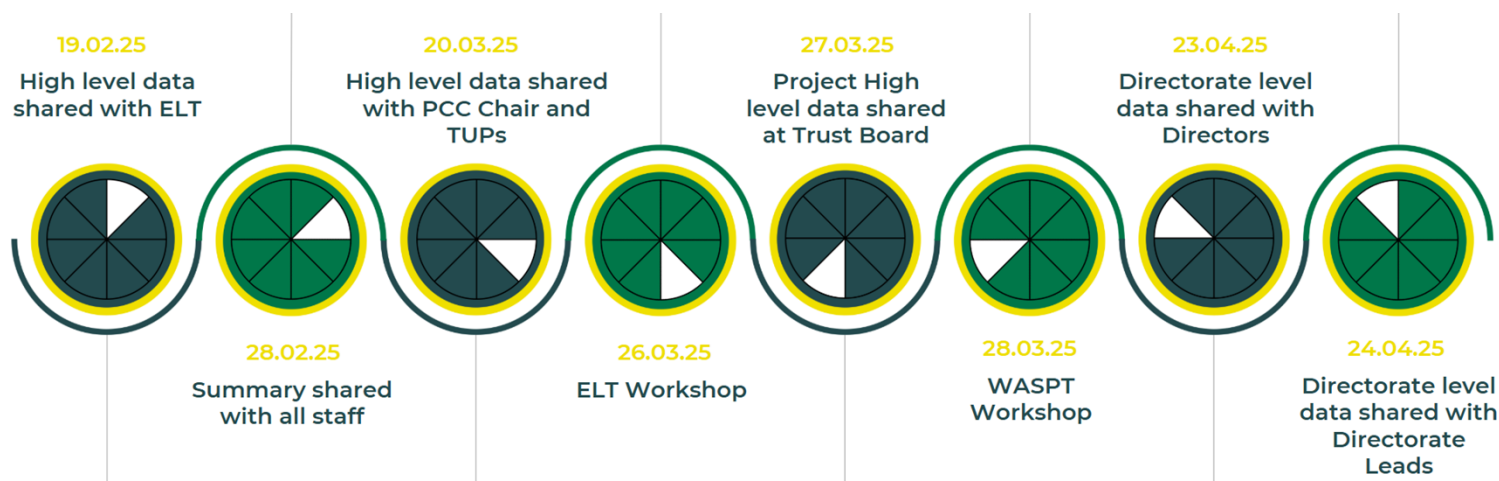 19.02.25
High level data
shared with ELT
28.02.25
Summary shared
with all staff
20.03.25
High level data shared
with PCC Chair and
TUPs
26.03.25
ELT Workshop
27.03.25
Project High
level data shared
at Trust Board
28.03.25
WASPT
Workshop
23.04.25
Directorate level
data shared with
Directors
24.04.25
Directorate level
data shared with
Directorate
Leads